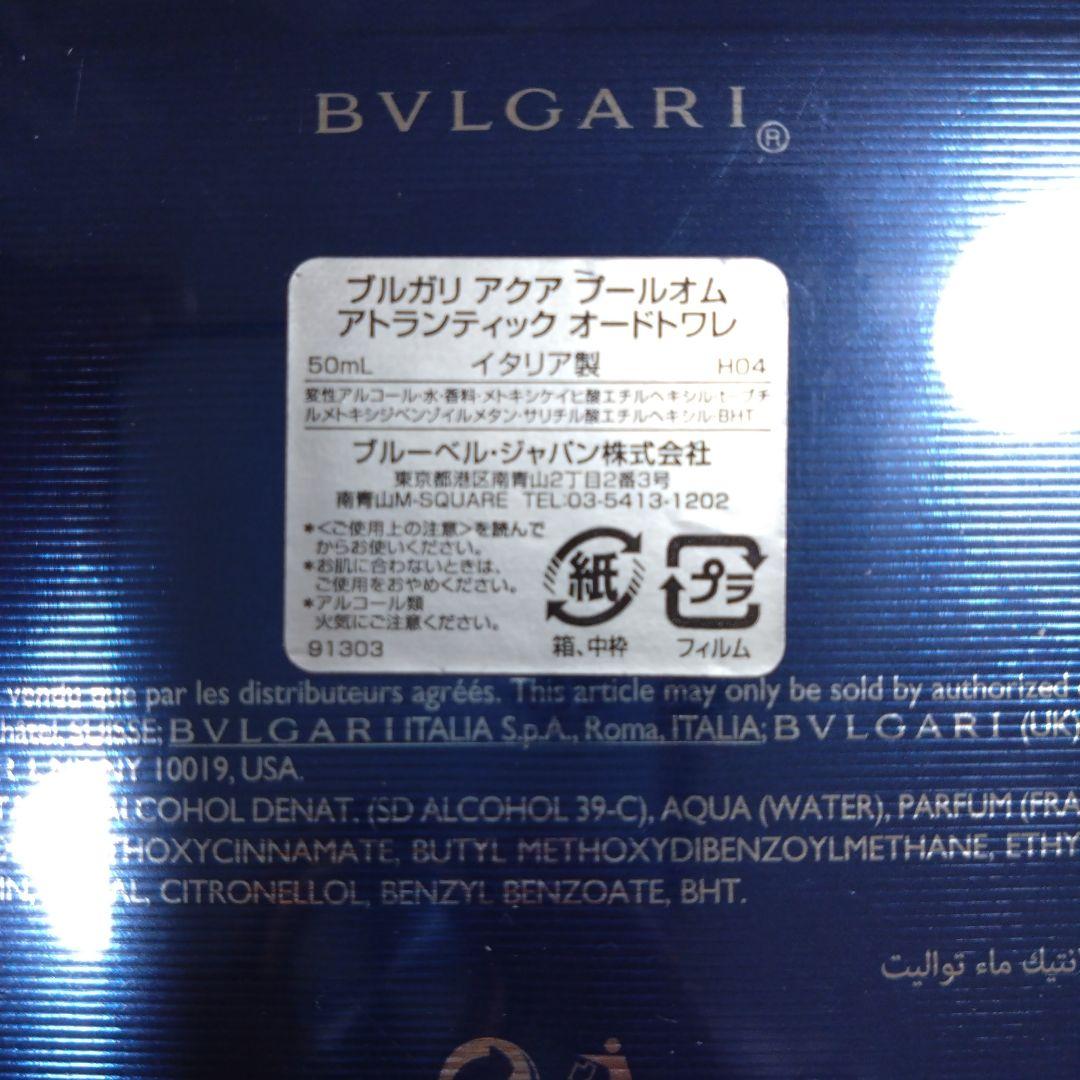 BVLGARI®
ブルガリ アクア プールオム
アトランティック オードトワレ
50mL イタリア製 H04
変性アルコール・水・香料・メトキシケイヒ酸エチルヘキシル・t-ブチ
ルメトキシジベンゾイルメタン・サリチル酸エチルヘキシル・BHT
ブルーベル・ジャパン株式会社
東京都港区南青山2丁目2番3号
南青山M-SQUARE TEL:03-5413-1202
*<ご使用上の注意>を読んで
からお使いください。
*お肌に合わないときは、
ご使用をおやめください。
*アルコール類
火気にご注意ください。
91303
紙
箱、中枠
プラ
フィルム
vendu que par les distributeurs agréés. This article may only be sold by authorized
SUISSE; BVLGARI ITALIA S.p.A., Roma, ITALIA; BVLGARI (UK)
NY 10019, USA.
ALCOHOL DENAT. (SD ALCOHOL 39-C), AQUA (WATER), PARFUM (FRA
HOXYCINNAMATE, BUTYL METHOXYDIBENZOYLMETHANE, ETHY
CITRONELLOL, BENZYL BENZOATE, BHT.
نتيك ماء تواليت